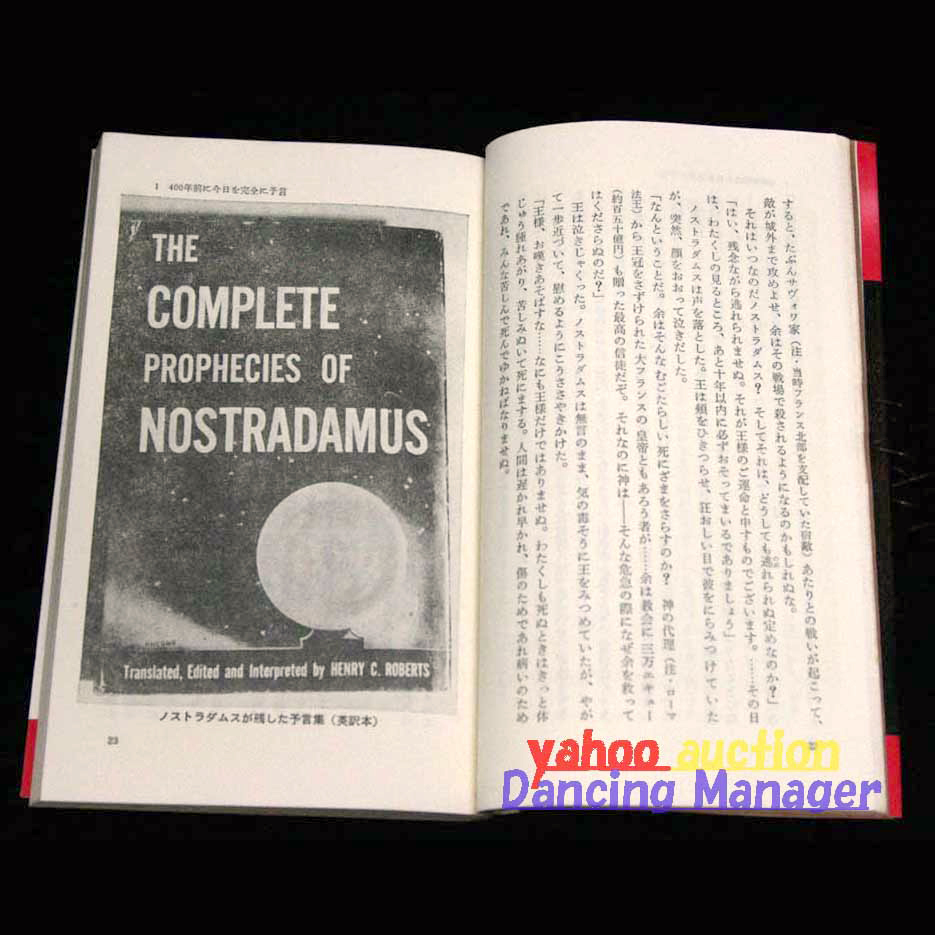 すると、たぶんサヴォワ家（注・当時フランス北部を支配していた宿敵）あたりとの戦いが起こって、
敵が城外まで攻めよせ、余はその戦場で殺されるようになるのかもしれぬな。
それはいつなのだノストラダムス？　そしてそれは、どうしても逃れられぬ定めなのか？」
「はい、残念ながら逃れられませぬ。それが王様のご運命と申すものでございます。……その日
は、わたくしの見るところ、あと十年以内に必ずおそってまいるでありましょう」
ノストラダムスは声を落とした。王は頬をひきつらせ、狂おしい目で彼をにらみつけていた
が、突然、顔をおおって泣きだした。
「なんということだ。余はそんなむごたらしい死にざまをさらすのか？　神の代理（注・ローマ
法王）から王冠をさずけられた大フランスの皇帝ともあろう者が……余は教会に三万エキュー
（約百五十億円）も贈った最高の信徒だぞ。それなのに神は――そんな危急の際になぜ余を救って
はくださらぬのだ？」
王は泣きじゃくった。ノストラダムスは無言のまま、気の毒そうに王をみつめていたが、やが
て一歩近づいて、慰めるようにこうささやきかけた。
「王様、お嘆きあそばすな……なにも王様だけではありませぬ。わたくしも死ぬときはきっと体
じゅう腫れあがり、苦しみぬいて死にます。人間は遅かれ早かれ、傷のためであれ病いのため
であれ、みんな苦しんで死んでゆかねばなりませぬ。
1　400年前に今日を完全に予言
THE
COMPLETE
PROPHECIES OF
NOSTRADAMUS
Translated, Edited and Interpreted by HENRY C. ROBERTS
ノストラダムスが残した予言集（英訳本）
23
yahoo auction
Dancing Manager